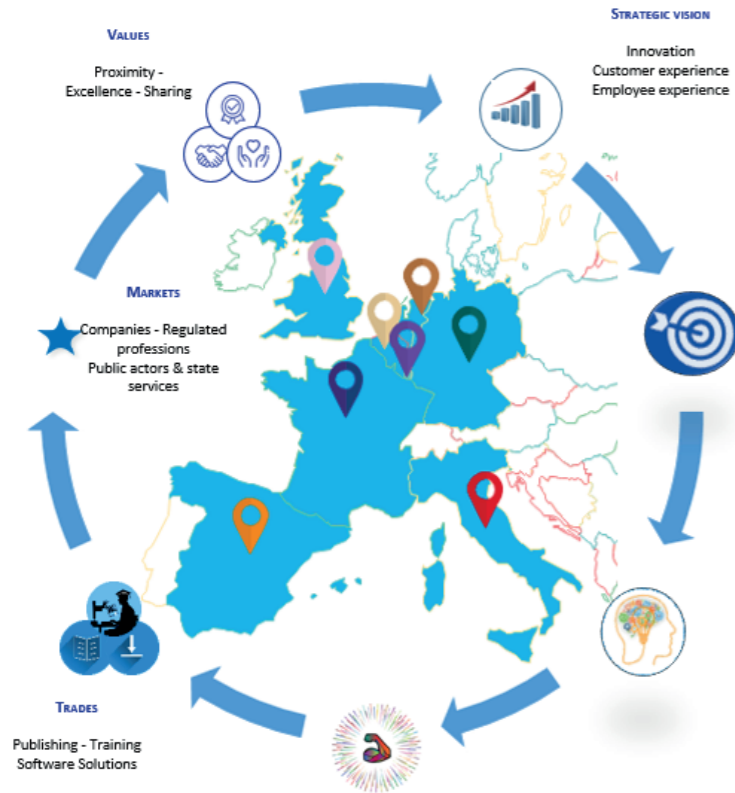 VALUES
Proximity -
Excellence - Sharing
STRATEGIC VISION
Innovation
Customer experience
Employee experience
MARKETS
Companies - Regulated
professions
Public actors & state
services
TRADES
Publishing - Training
Software Solutions